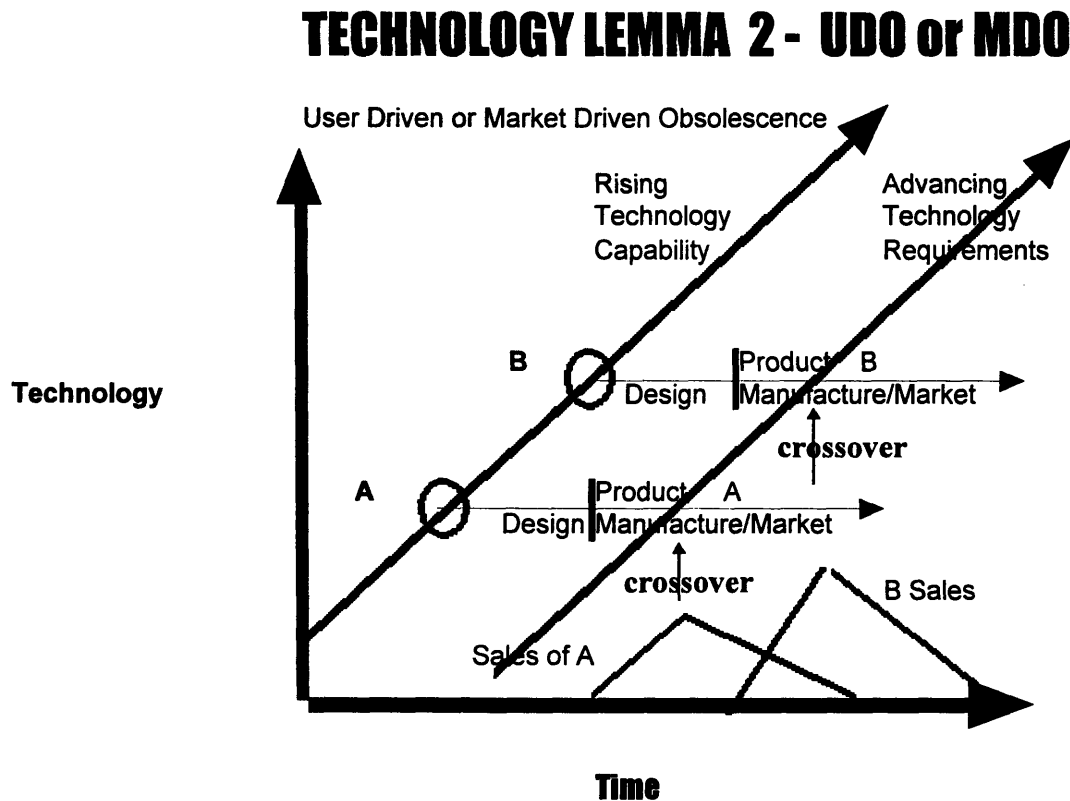 TECHNOLOGY LEMMA 2 - UDO or MDO
User Driven or Market Driven Obsolescence
Rising
Technology
Capability
Advancing
Technology
Requirements
B
Product B
Technology
Design
Manufacture/Market
crossover
A
Product A
Design
Manufacture/Market
crossover
B Sales
Sales of A
Time